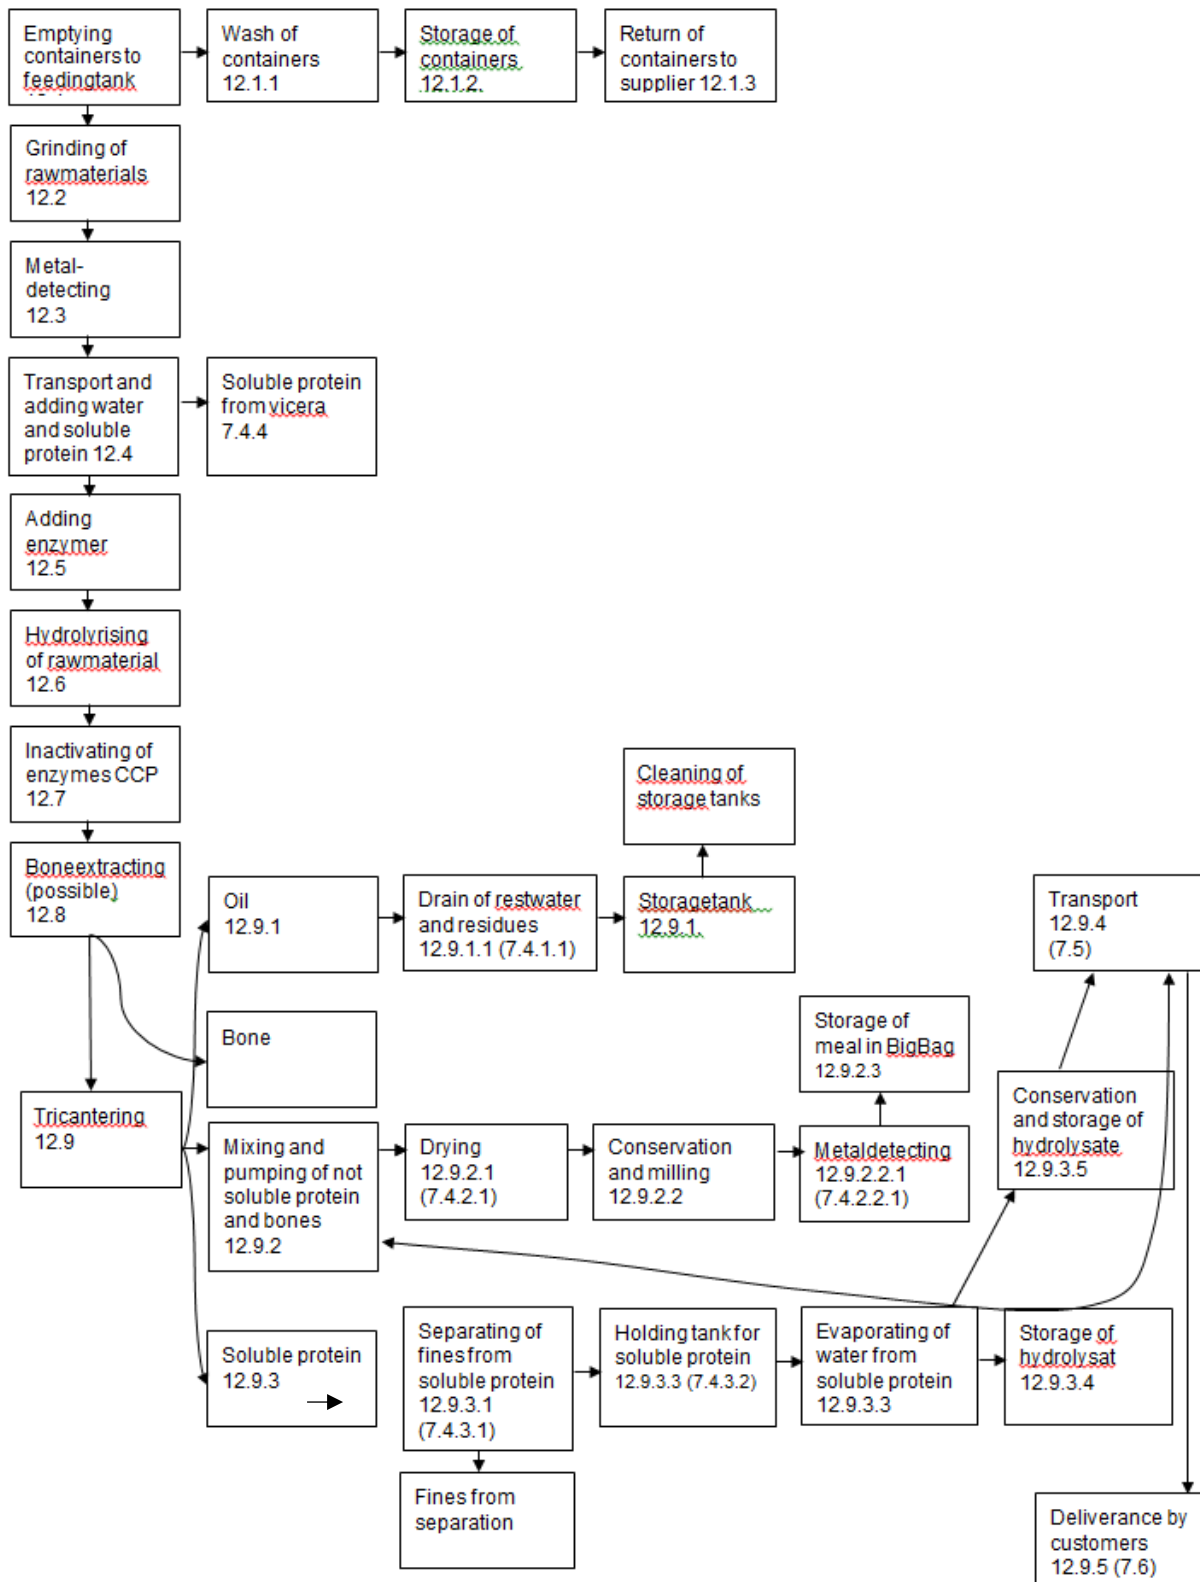 Emptying
containers to
feedingtank
Wash of
containers
12.1.1
Storage of
containers
12.1.2.
Return of
containers to
supplier 12.1.3
Grinding of
rawmaterials
12.2
Metal-
detecting
12.3
Transport and
adding water
and soluble
protein 12.4
Soluble protein
from vicera
7.4.4
Adding
enzymer
12.5
Hydrolyrising
of rawmaterial
12.6
Inactivating of
enzymes CCP
12.7
Boneextracting
(possible)
12.8
Cleaning of
storage tanks
Oil
12.9.1
Drain of restwater
and residues
12.9.1.1 (7.4.1.1)
Storagetank
12.9.1.
Transport
12.9.4
(7.5)
Bone
Storage of
meal in BigBag
12.9.2.3
Tricantering
12.9
Mixing and
pumping of not
soluble protein
and bones
12.9.2
Drying
12.9.2.1
(7.4.2.1)
Conservation
and milling
12.9.2.2
Metaldetecting
12.9.2.2.1
(7.4.2.2.1)
Conservation
and storage of
hydrolysate
12.9.3.5
Soluble protein
12.9.3
Separating of
fines from
soluble protein
12.9.3.1
(7.4.3.1)
Holding tank for
soluble protein
12.9.3.3 (7.4.3.2)
Evaporating of
water from
soluble protein
12.9.3.3
Storage of
hydrolysat
12.9.3.4
Fines from
separation
Deliverance by
customers
12.9.5 (7.6)